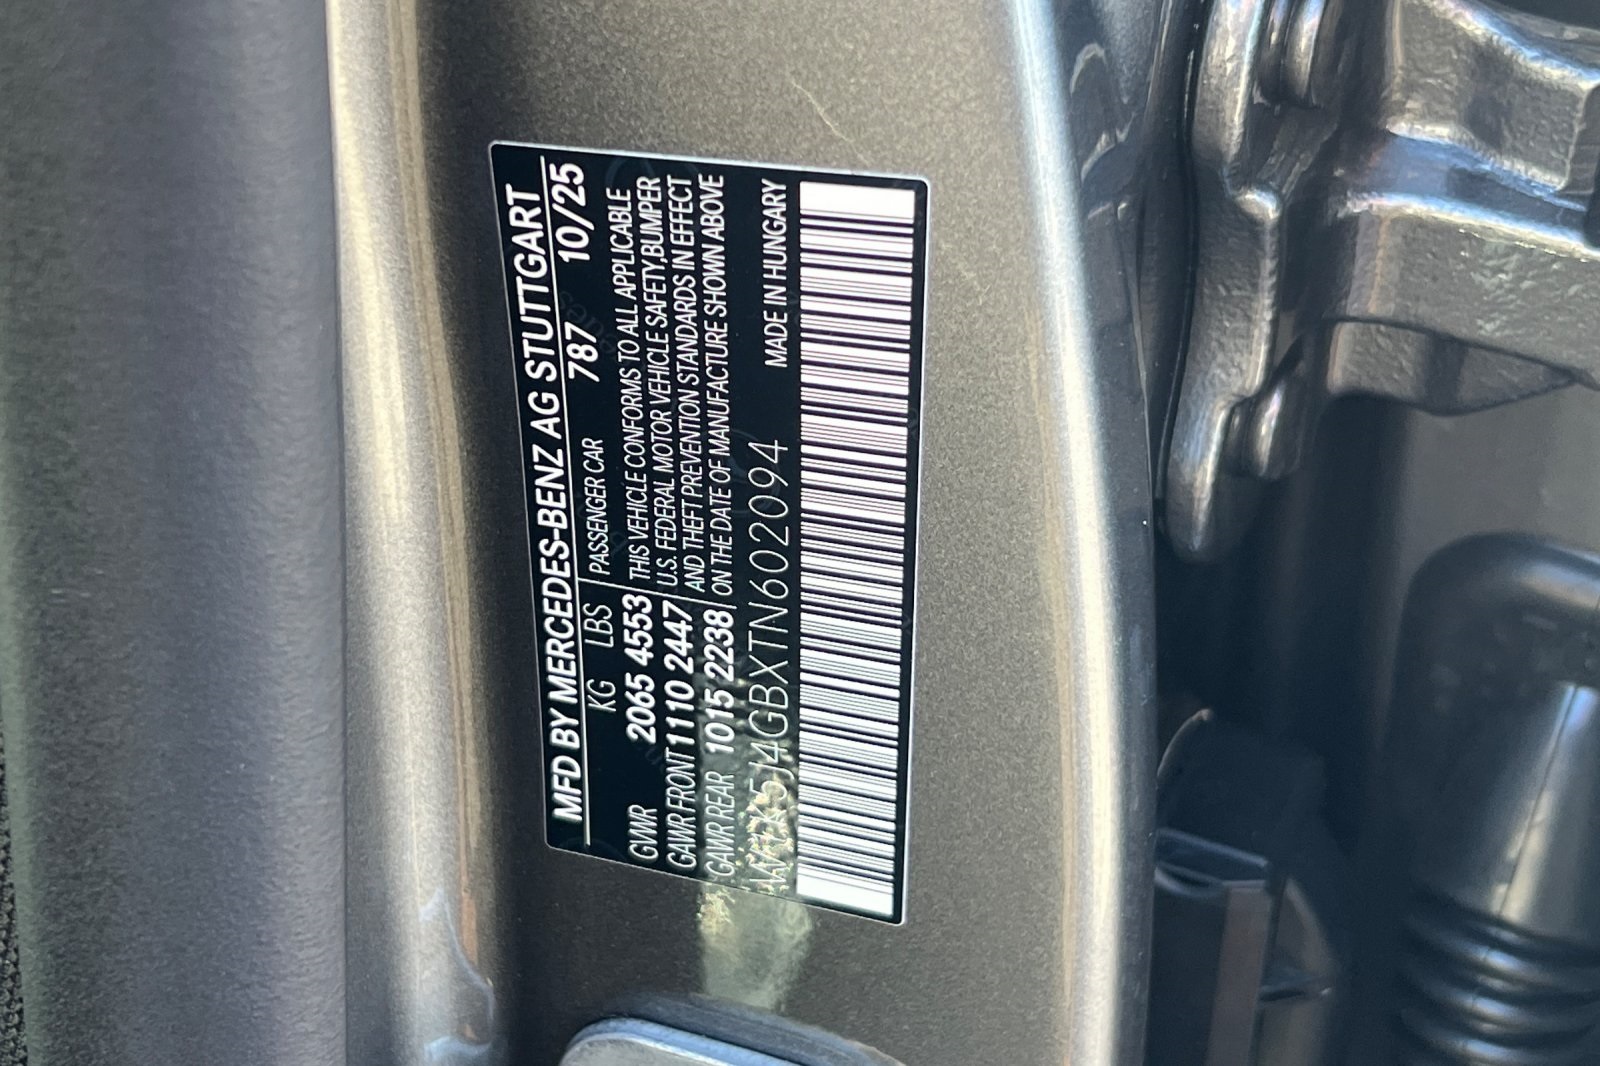 MFD BY MERCEDES-BENZ AG STUTTGART
KG LBS PASSENGER CAR 787 10/25
GVWR 2065 4553 THIS VEHICLE CONFORMS TO ALL APPLICABLE
GAWR FRONT 1110 2447 U.S. FEDERAL MOTOR VEHICLE SAFETY,BUMPER
GAWR REAR 1015 2238 AND THEFT PREVENTION STANDARDS IN EFFECT
ON THE DATE OF MANUFACTURE SHOWN ABOVE
W1K5J4GBXTN602094 MADE IN HUNGARY